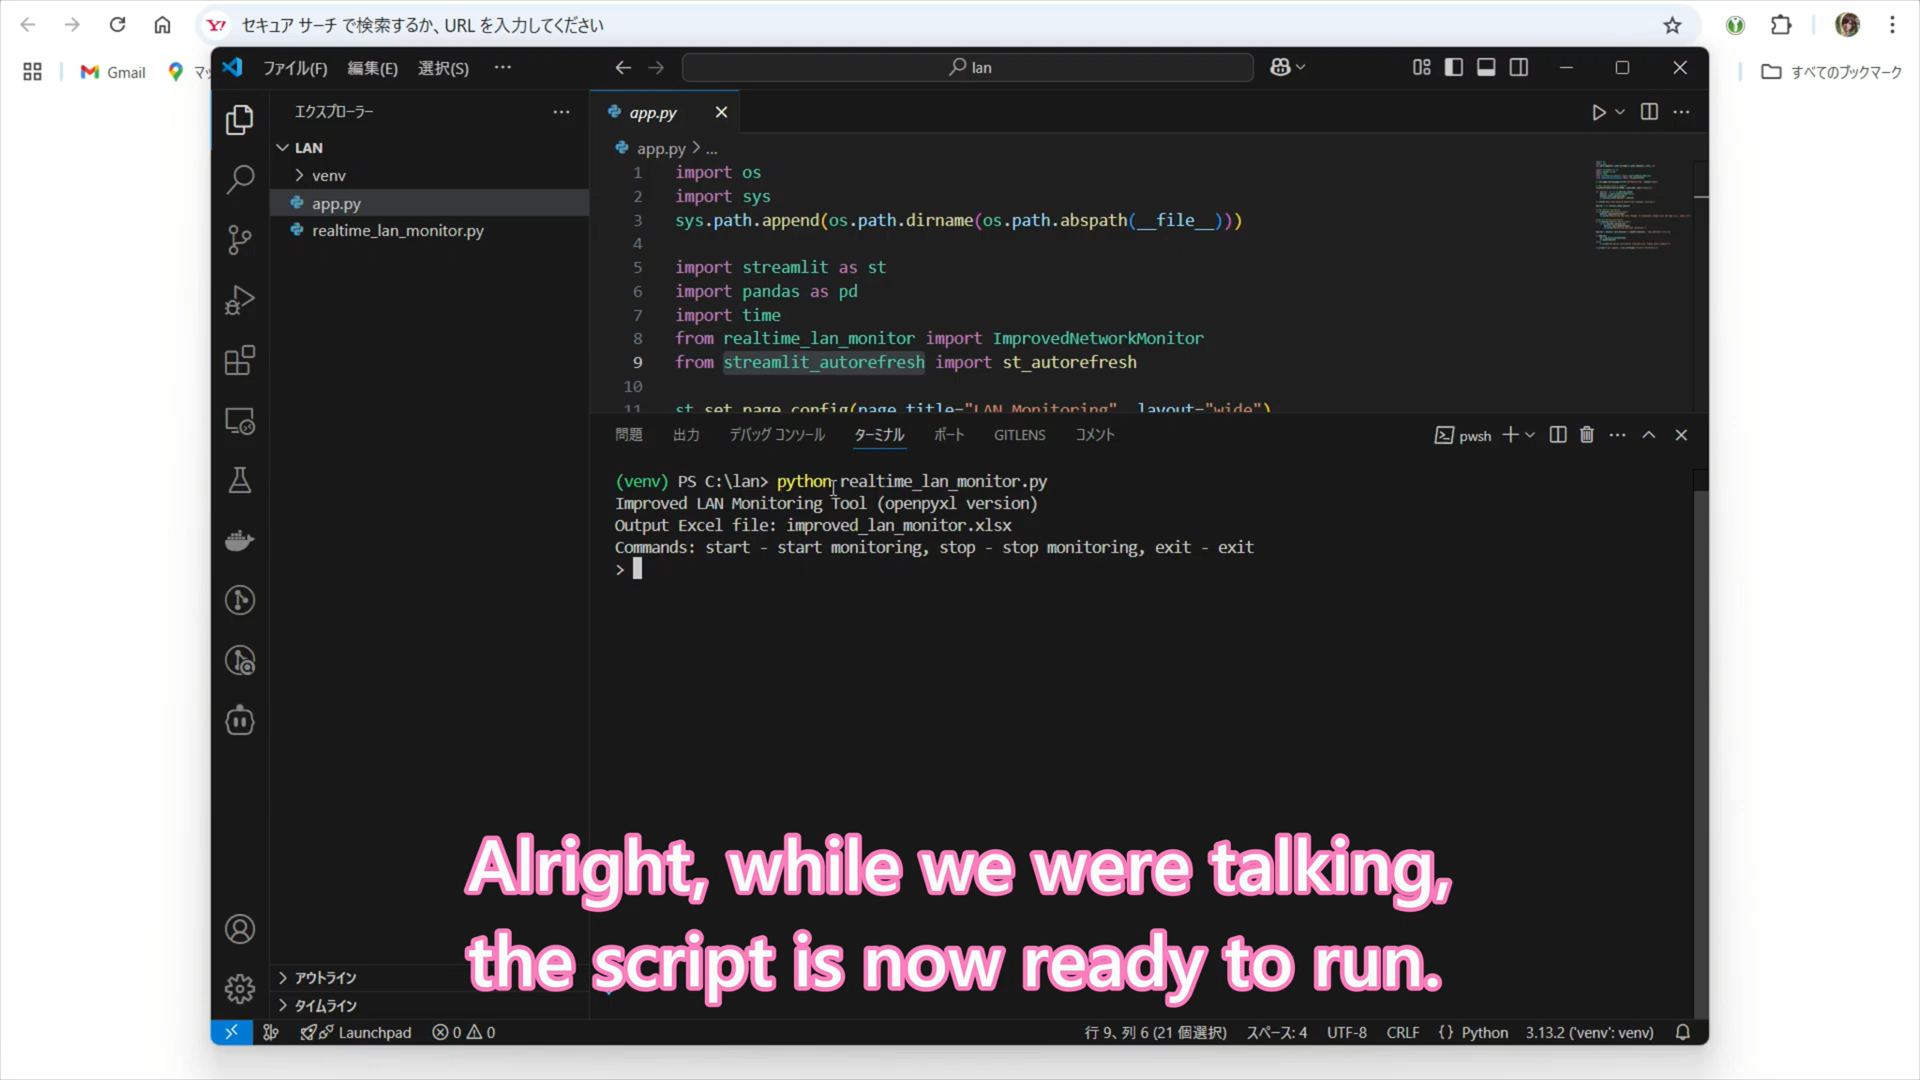 セキュア サーチ で検索するか、URL を入力してください
Gmail
すべてのブックマーク
ファイル(F) 編集(E) 選択(S) …
lan
エクスプローラー
LAN
venv
app.py
realtime_lan_monitor.py
app.py
app.py > ...
1 import os
2 import sys
3 sys.path.append(os.path.dirname(os.path.abspath(__file__)))
4
5 import streamlit as st
6 import pandas as pd
7 import time
8 from realtime_lan_monitor import ImprovedNetworkMonitor
9 from streamlit_autorefresh import st_autorefresh
10
11 st.set_page_config(page_title="LAN Monitoring", layout="wide")
問題 出力 デバッグ コンソール ターミナル ポート GITLENS コメント
pwsh
(venv) PS C:\lan> python realtime_lan_monitor.py
Improved LAN Monitoring Tool (openpyxl version)
Output Excel file: improved_lan_monitor.xlsx
Commands: start - start monitoring, stop - stop monitoring, exit - exit
>
Alright, while we were talking,
the script is now ready to run.
アウトライン
タイムライン
Launchpad 0 0
行 9、列 6 (21 個選択) スペース: 4 UTF-8 CRLF {} Python 3.13.2 ('venv': venv)